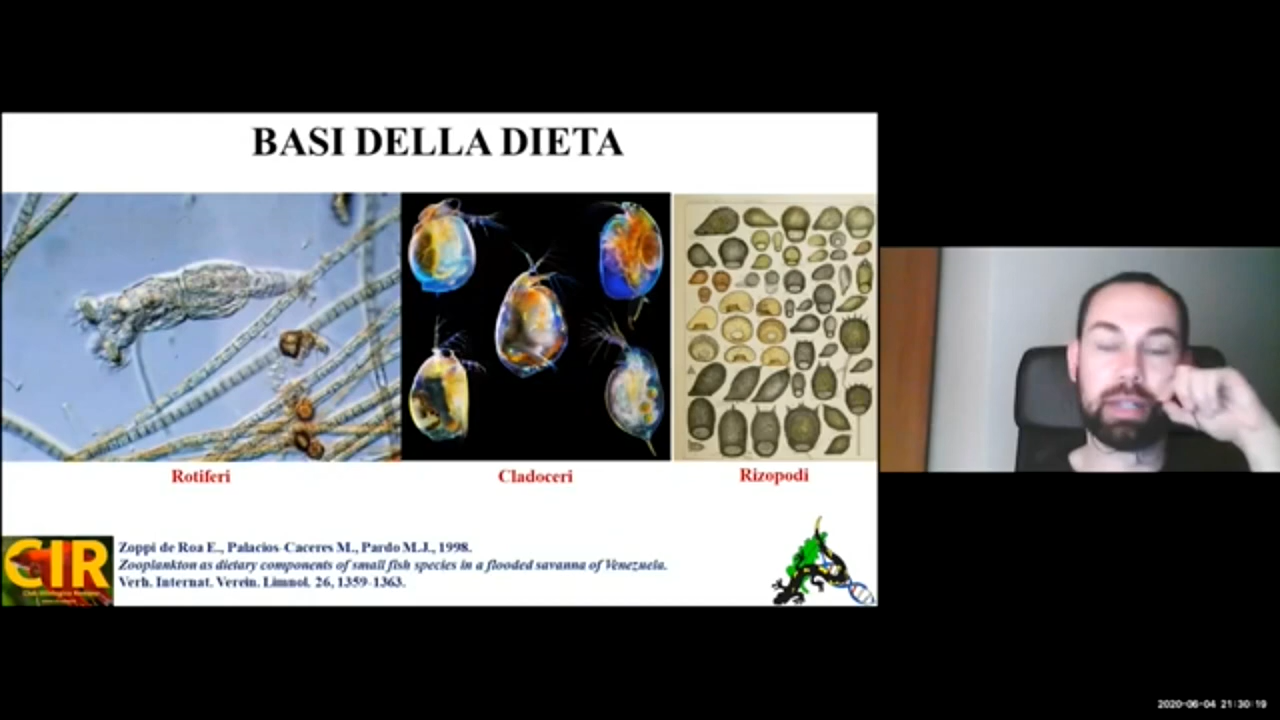 BASI DELLA DIETA
Rotiferi
Cladoceri
Rizopodi
CIR
Zoppi de Roa E., Palacios-Caceres M., Pardo M.J., 1998.
Zooplankton as dietary components of small fish species in a flooded savanna of Venezuela.
Verh. Internat. Verein. Limnol. 26, 1359-1363.
2020-06-04 21:30:19